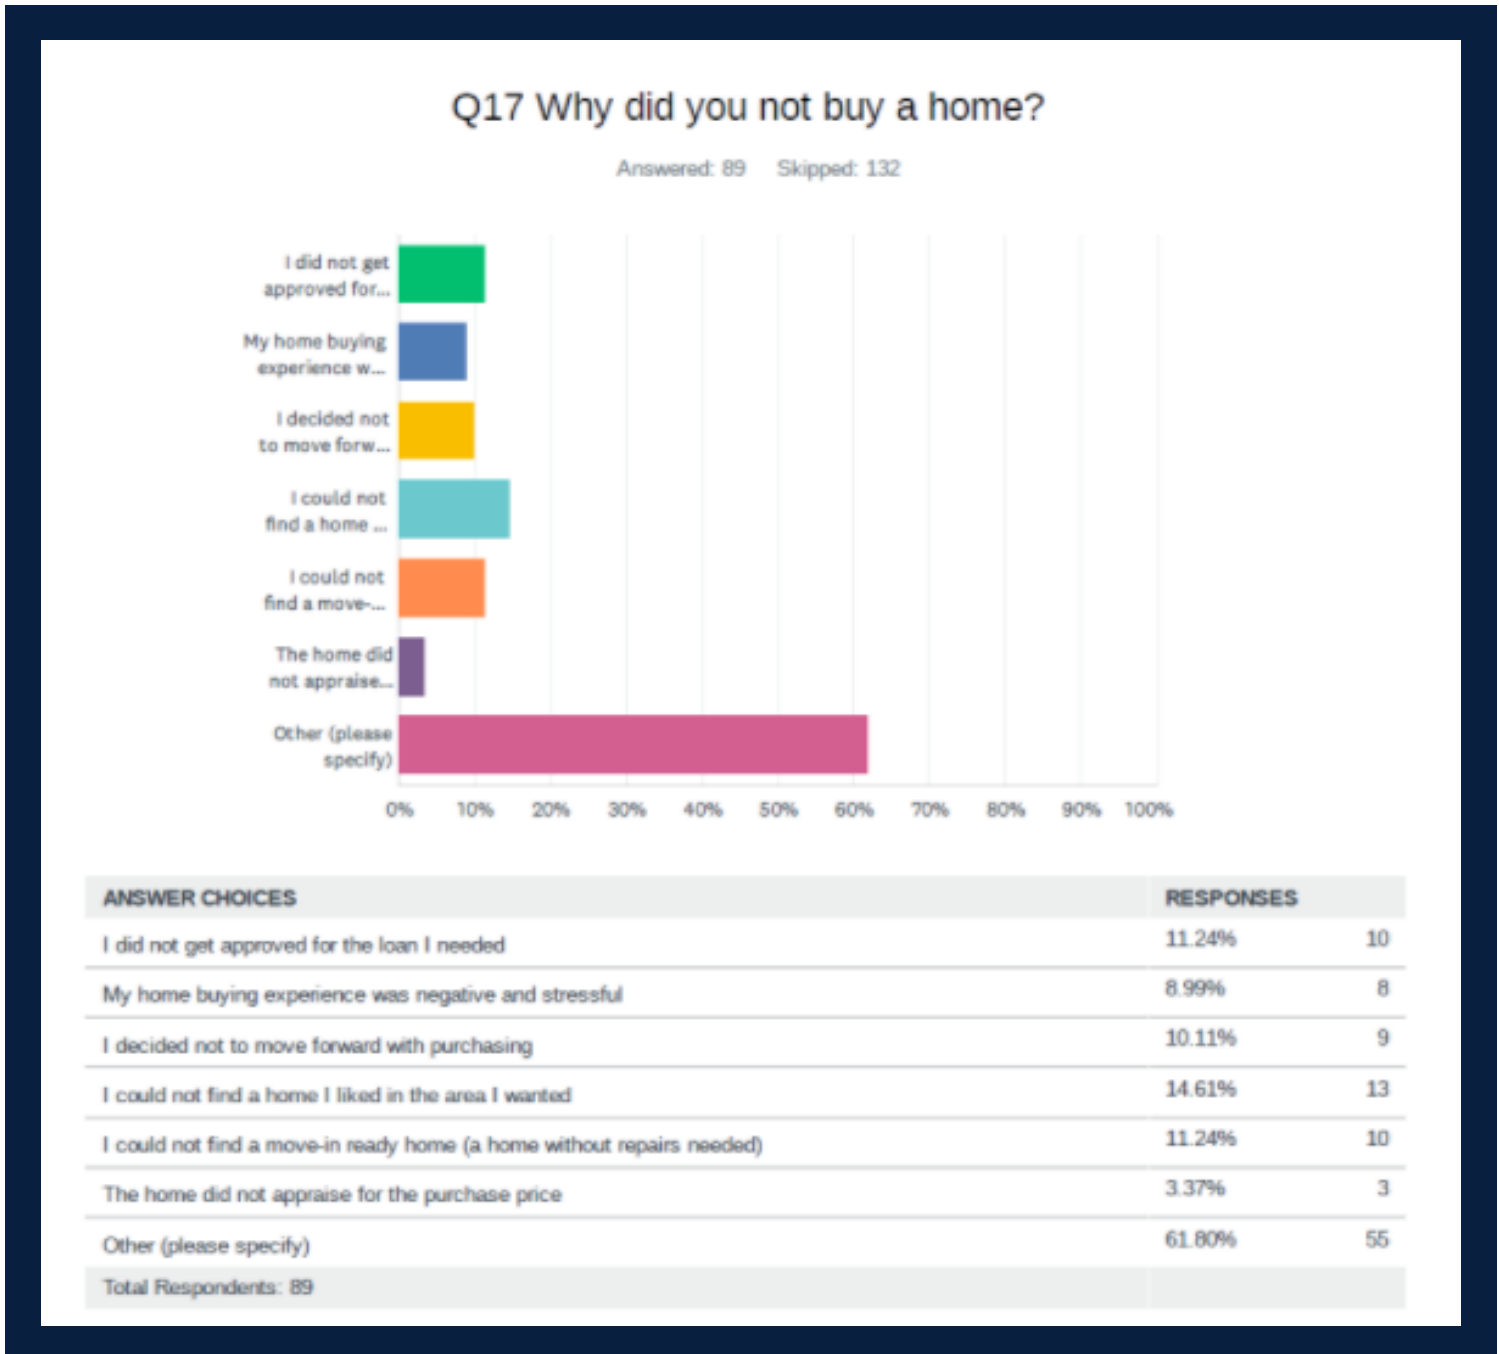 Q17 Why did you not buy a home?
Answered: 89 Skipped: 132
I did not get
approved for...
My home buying
experience w...
I decided not
to move forw...
I could not
find a home ...
I could not
find a move-...
The home did
not appraise...
Other (please
specify)
0% 10% 20% 30% 40% 50% 60% 70% 80% 90% 100%
ANSWER CHOICES RESPONSES
I did not get approved for the loan I needed 11.24% 10
My home buying experience was negative and stressful 8.99% 8
I decided not to move forward with purchasing 10.11% 9
I could not find a home I liked in the area I wanted 14.61% 13
I could not find a move-in ready home (a home without repairs needed) 11.24% 10
The home did not appraise for the purchase price 3.37% 3
Other (please specify) 61.80% 55
Total Respondents: 89